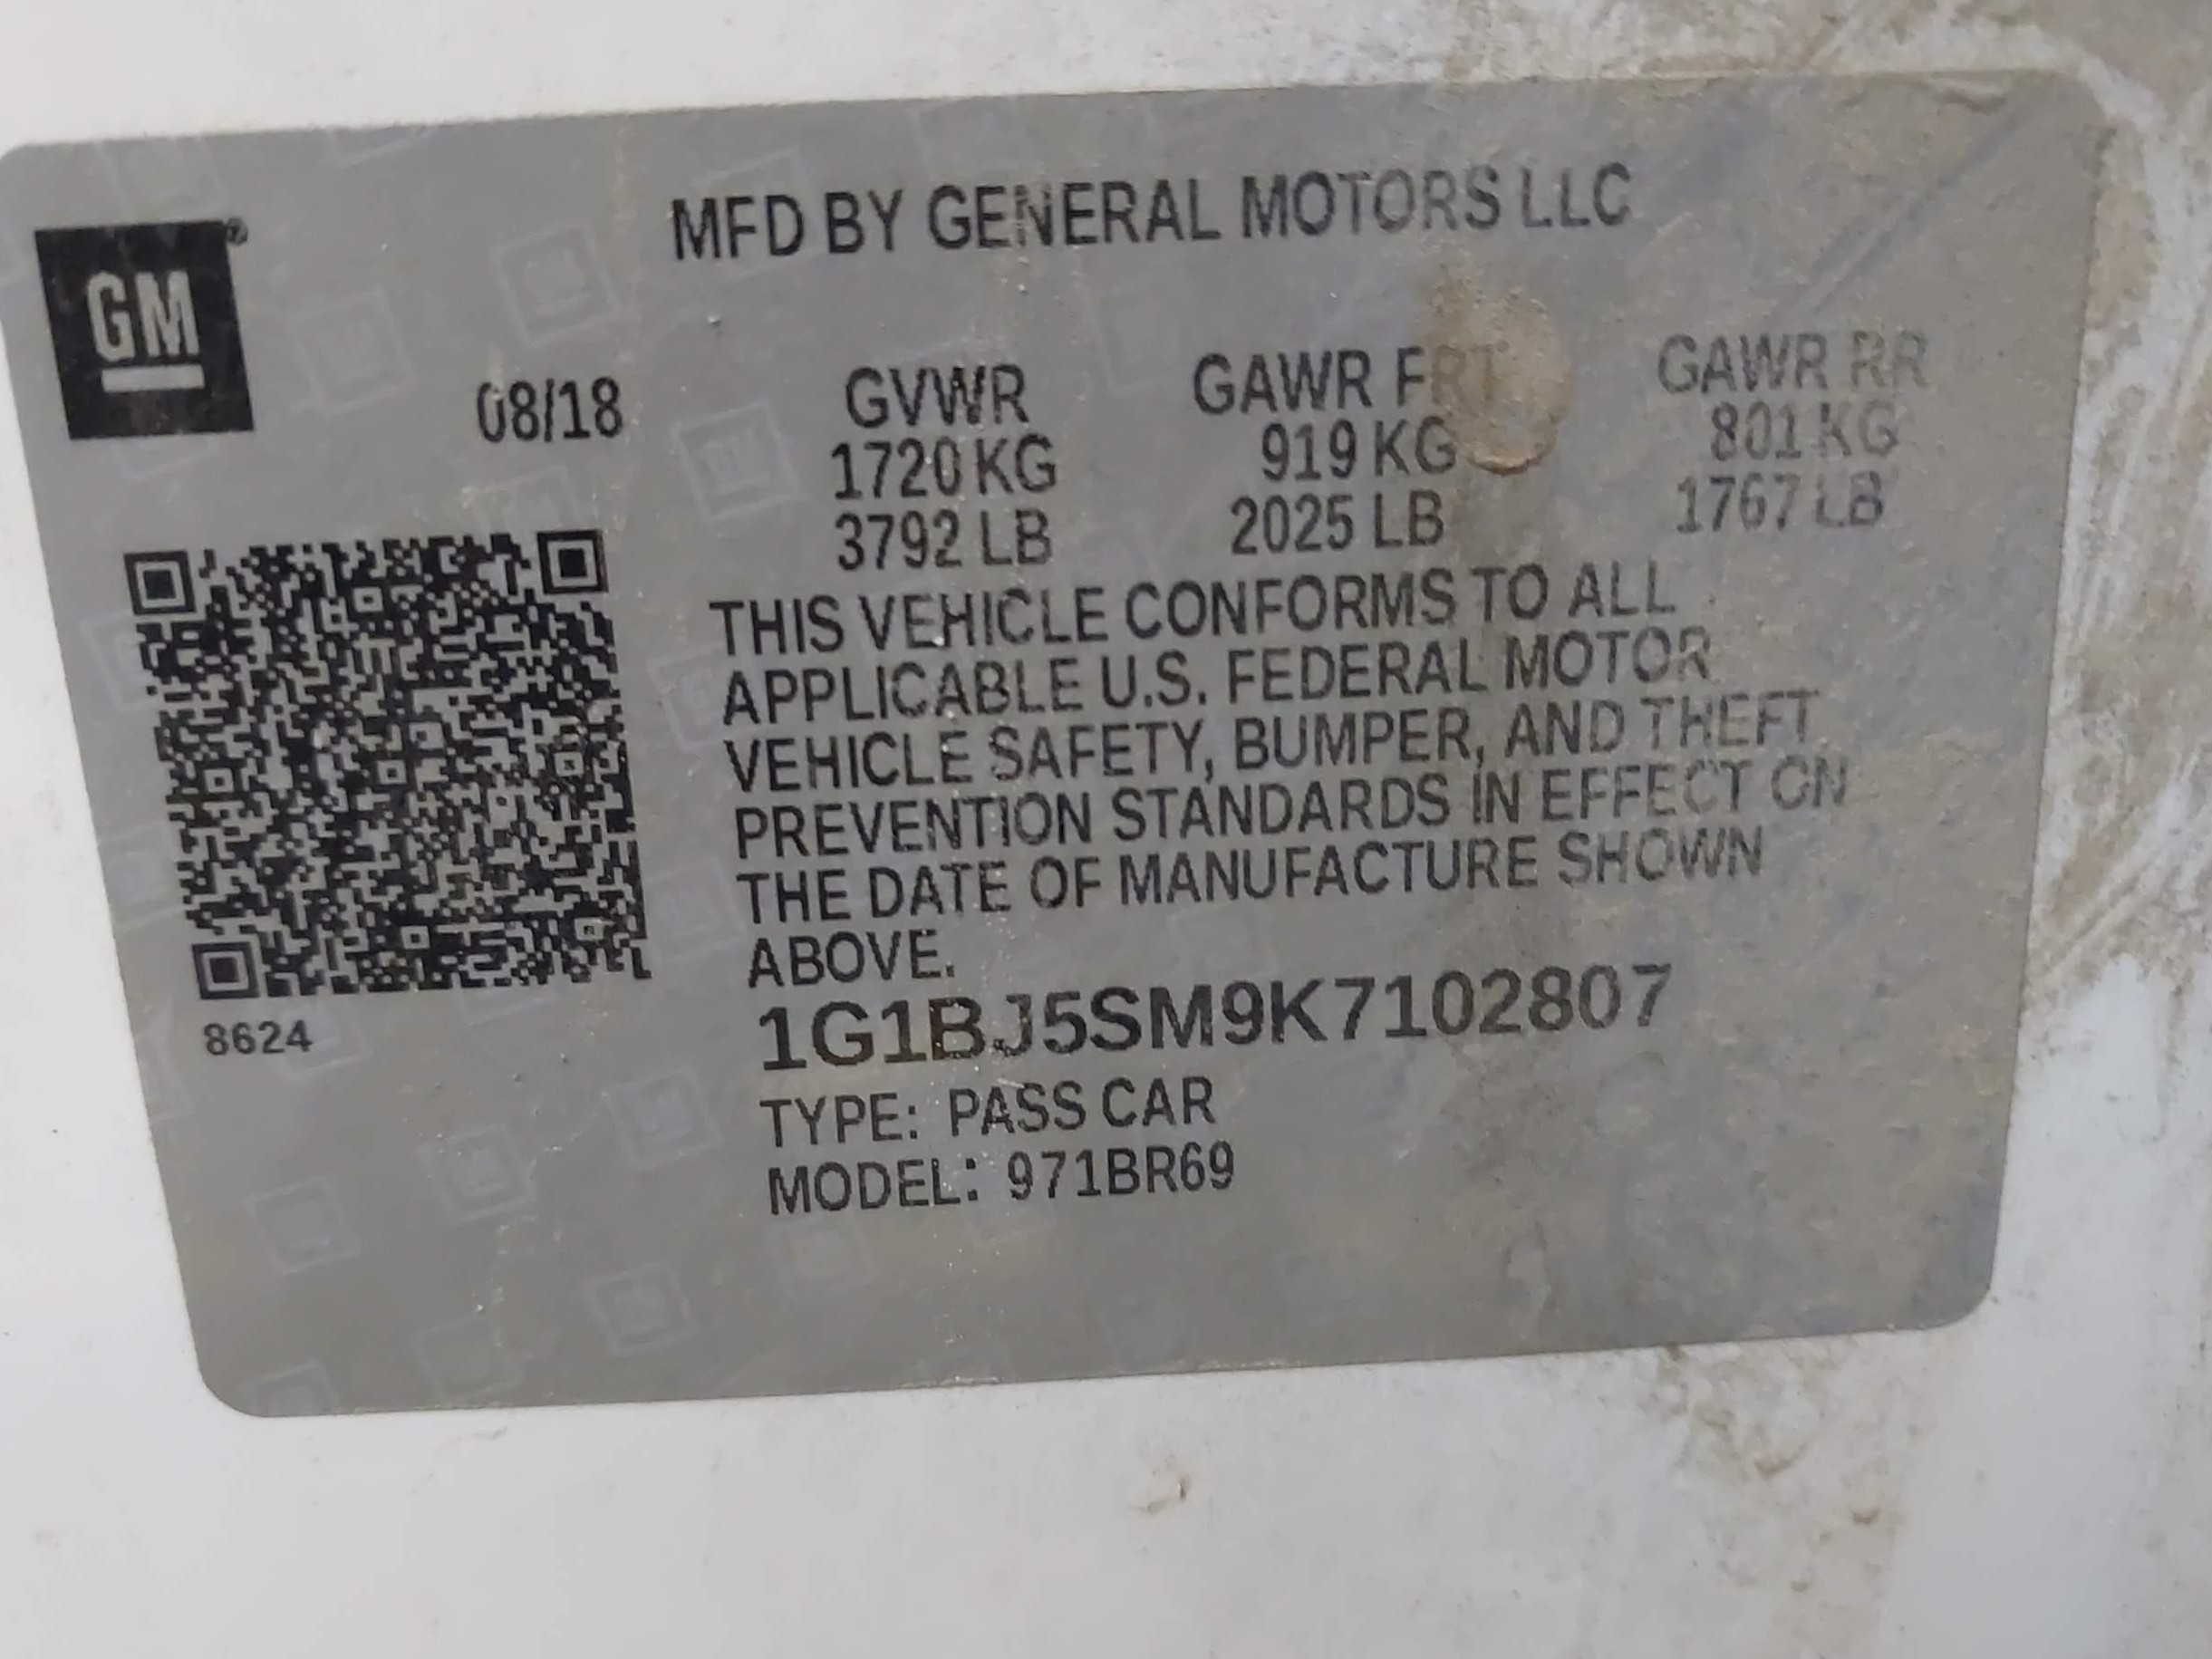 MFD BY GENERAL MOTORS LLC
GM
08/18
GVWR GAWR FRT GAWR RR
1720 KG 919 KG 801 KG
3792 LB 2025 LB 1767 LB
THIS VEHICLE CONFORMS TO ALL
APPLICABLE U.S. FEDERAL MOTOR
VEHICLE SAFETY, BUMPER, AND THEFT
PREVENTION STANDARDS IN EFFECT ON
THE DATE OF MANUFACTURE SHOWN
ABOVE.
8624
1G1BJ5SM9K7102807
TYPE: PASS CAR
MODEL: 971BR69